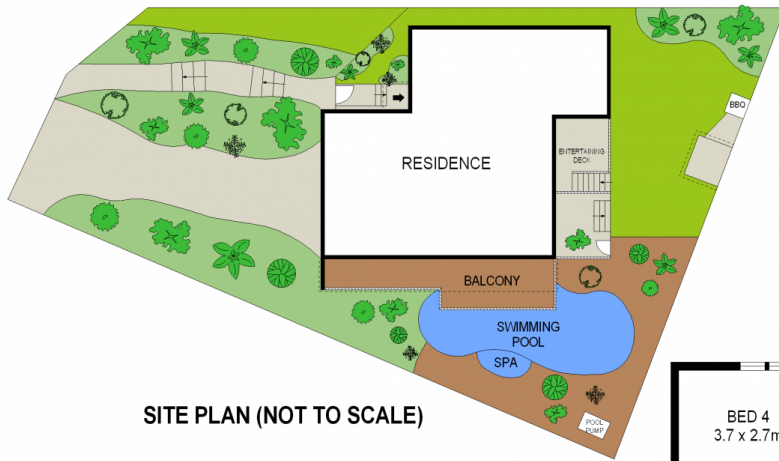 BBQ
ENTERTAINING
DECK
RESIDENCE
BALCONY
SWIMMING
POOL
SPA
POOL
PUMP
SITE PLAN (NOT TO SCALE)
BED 4
3.7 x 2.7m